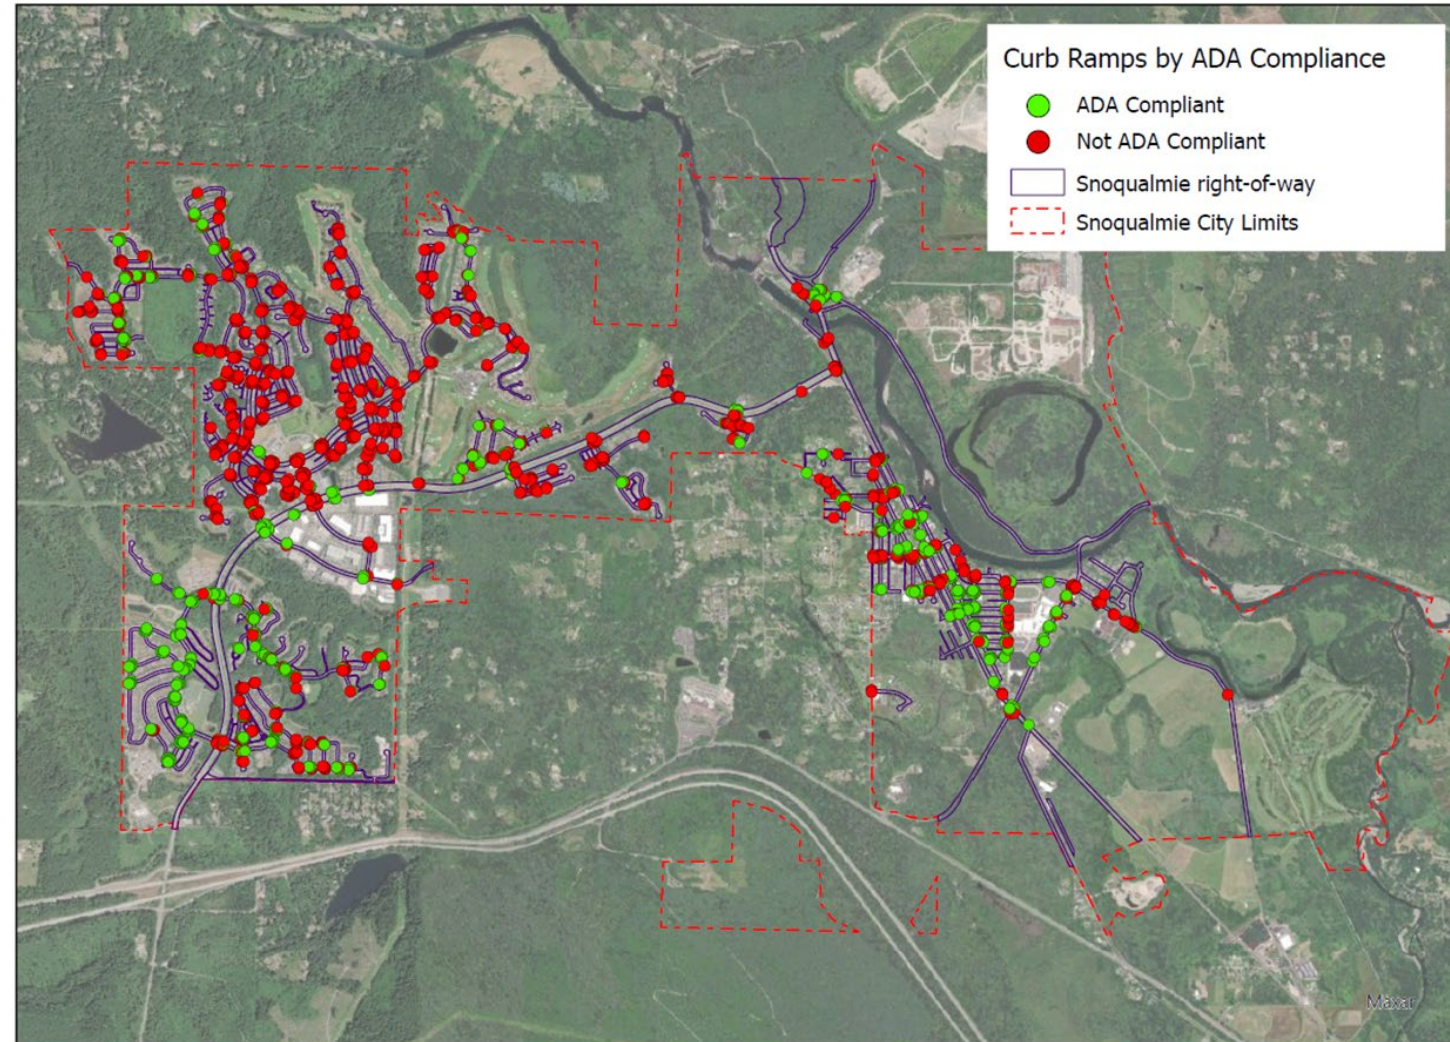 Curb Ramps by ADA Compliance
ADA Compliant
Not ADA Compliant
Snoqualmie right-of-way
Snoqualmie City Limits
Maxar